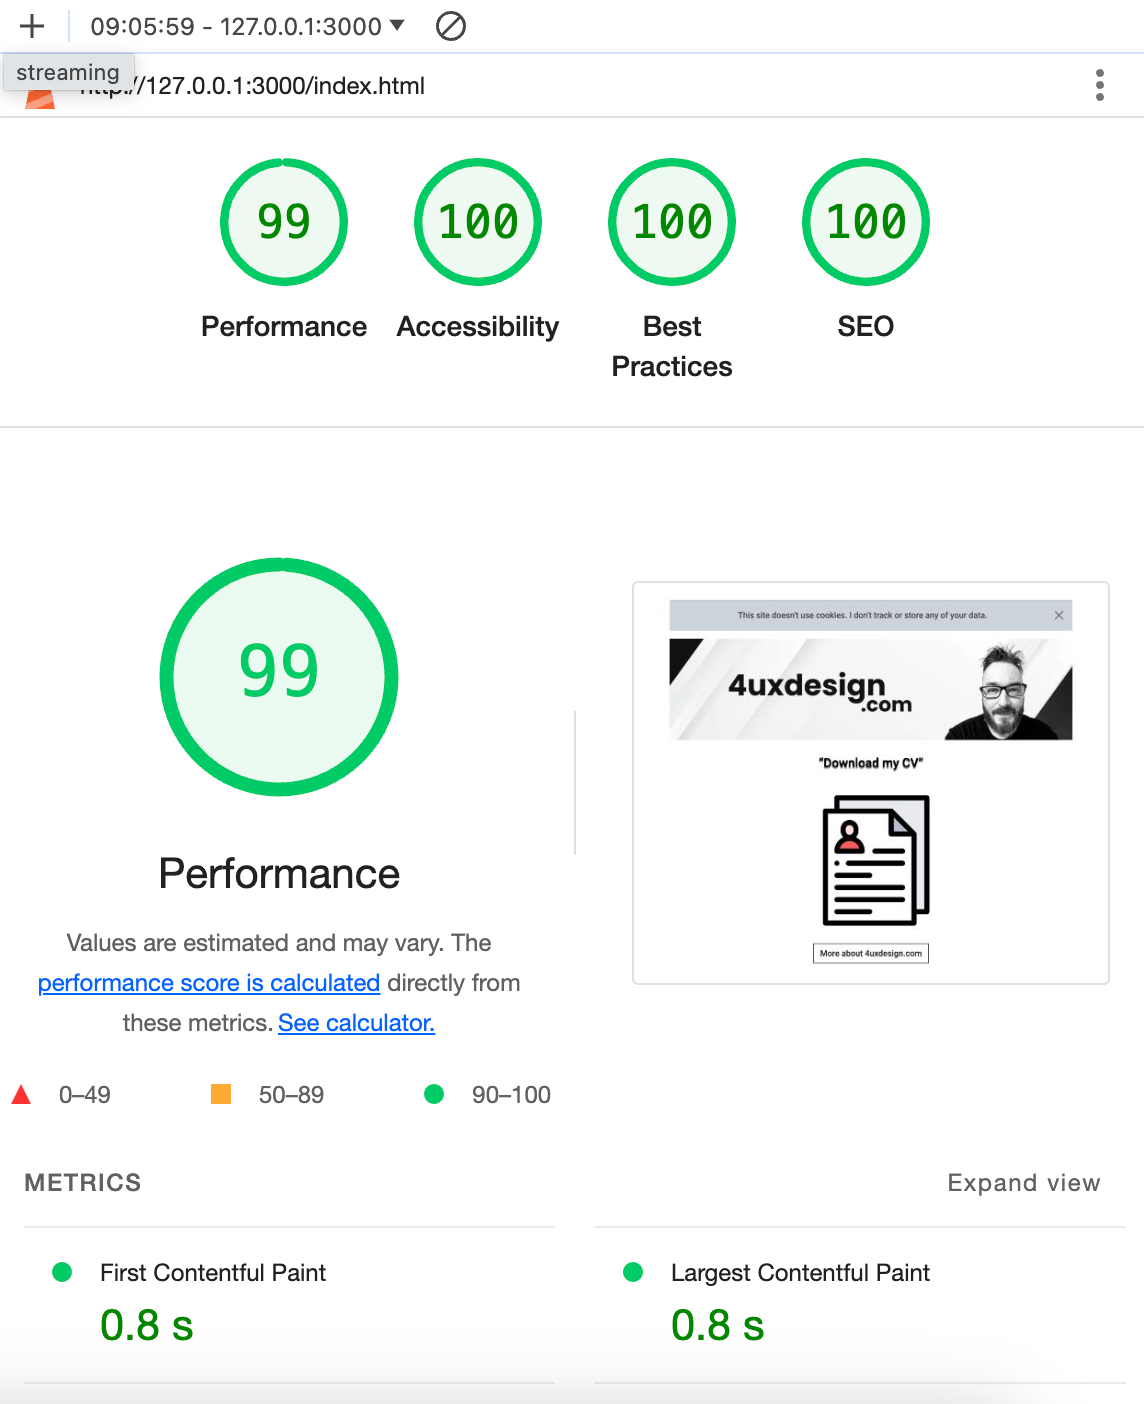 09:05:59 - 127.0.0.1:3000
streaming
http://127.0.0.1:3000/index.html
99
100
100
100
Performance
Accessibility
Best
Practices
SEO
99
Performance
Values are estimated and may vary. The
performance score is calculated directly from
these metrics. See calculator.
0–49
50–89
90–100
This site doesn't use cookies. I don't track or store any of your data.
4uxdesign
.com
"Download my CV"
More about 4uxdesign.com
METRICS
Expand view
First Contentful Paint
0.8 s
Largest Contentful Paint
0.8 s